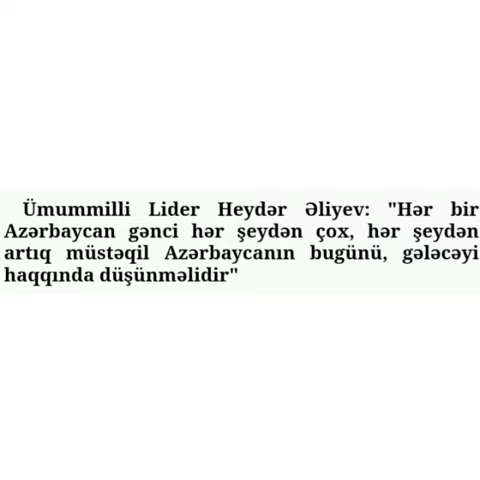 Ümummilli Lider Heydər Əliyev: "Hər bir
Azərbaycan gənci hər şeydən çox, hər şeydən
artıq müstəqil Azərbaycanın bugünü, gələcəyi
haqqında düşünməlidir"